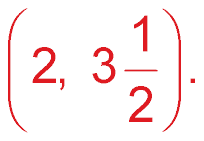 (2, 3 1/2).